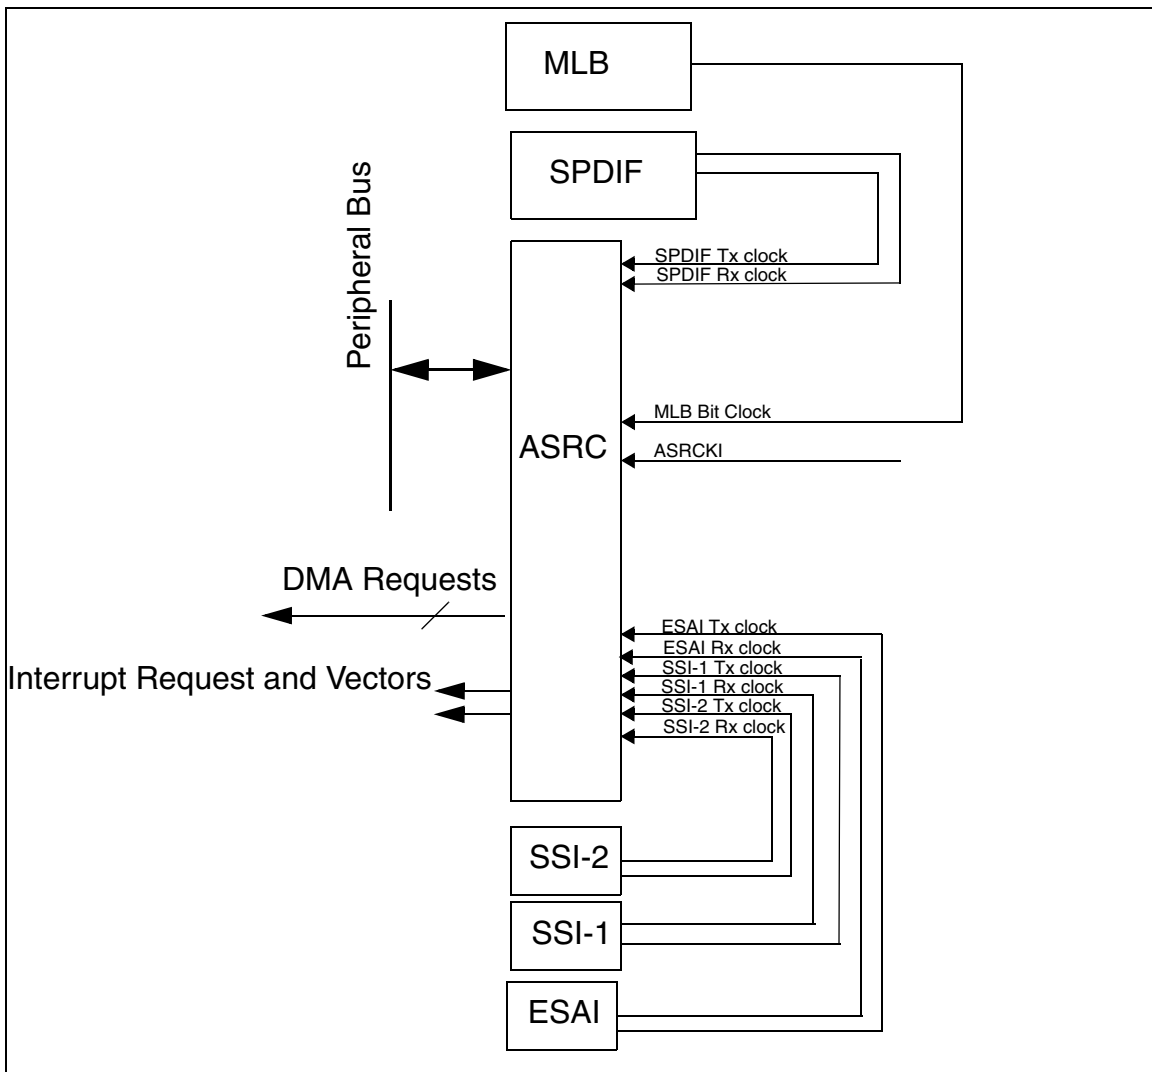 MLB
SPDIF
Peripheral Bus
SPDIF Tx clock
SPDIF Rx clock
MLB Bit Clock
ASRC
ASRCKI
DMA Requests
ESAI Tx clock
ESAI Rx clock
SSI-1 Tx clock
Interrupt Request and Vectors
SSI-1 Rx clock
SSI-2 Tx clock
SSI-2 Rx clock
SSI-2
SSI-1
ESAI